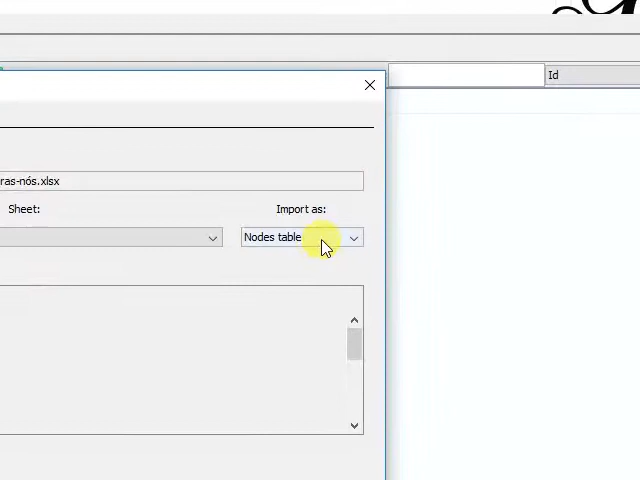 Id
ras-nós.xlsx
Sheet:
Import as:
Nodes table